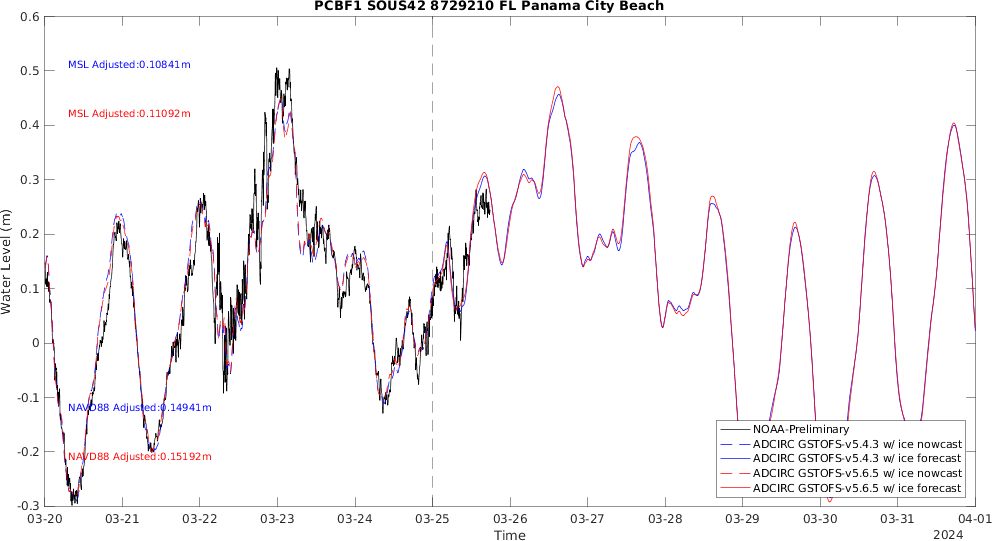 PCBF1 SOUS42 8729210 FL Panama City Beach
0.6
0.5
0.4
0.3
0.2
0.1
0
-0.1
-0.2
-0.3
Water Level (m)
MSL Adjusted:0.10841m
MSL Adjusted:0.11092m
NAVD88 Adjusted:0.14941m
NAVD88 Adjusted:0.15192m
NOAA-Preliminary
ADCIRC GSTOFS-v5.4.3 w/ ice nowcast
ADCIRC GSTOFS-v5.4.3 w/ ice forecast
ADCIRC GSTOFS-v5.6.5 w/ ice nowcast
ADCIRC GSTOFS-v5.6.5 w/ ice forecast
03-20 03-21 03-22 03-23 03-24 03-25 03-26 03-27 03-28 03-29 03-30 03-31 04-01
Time
2024